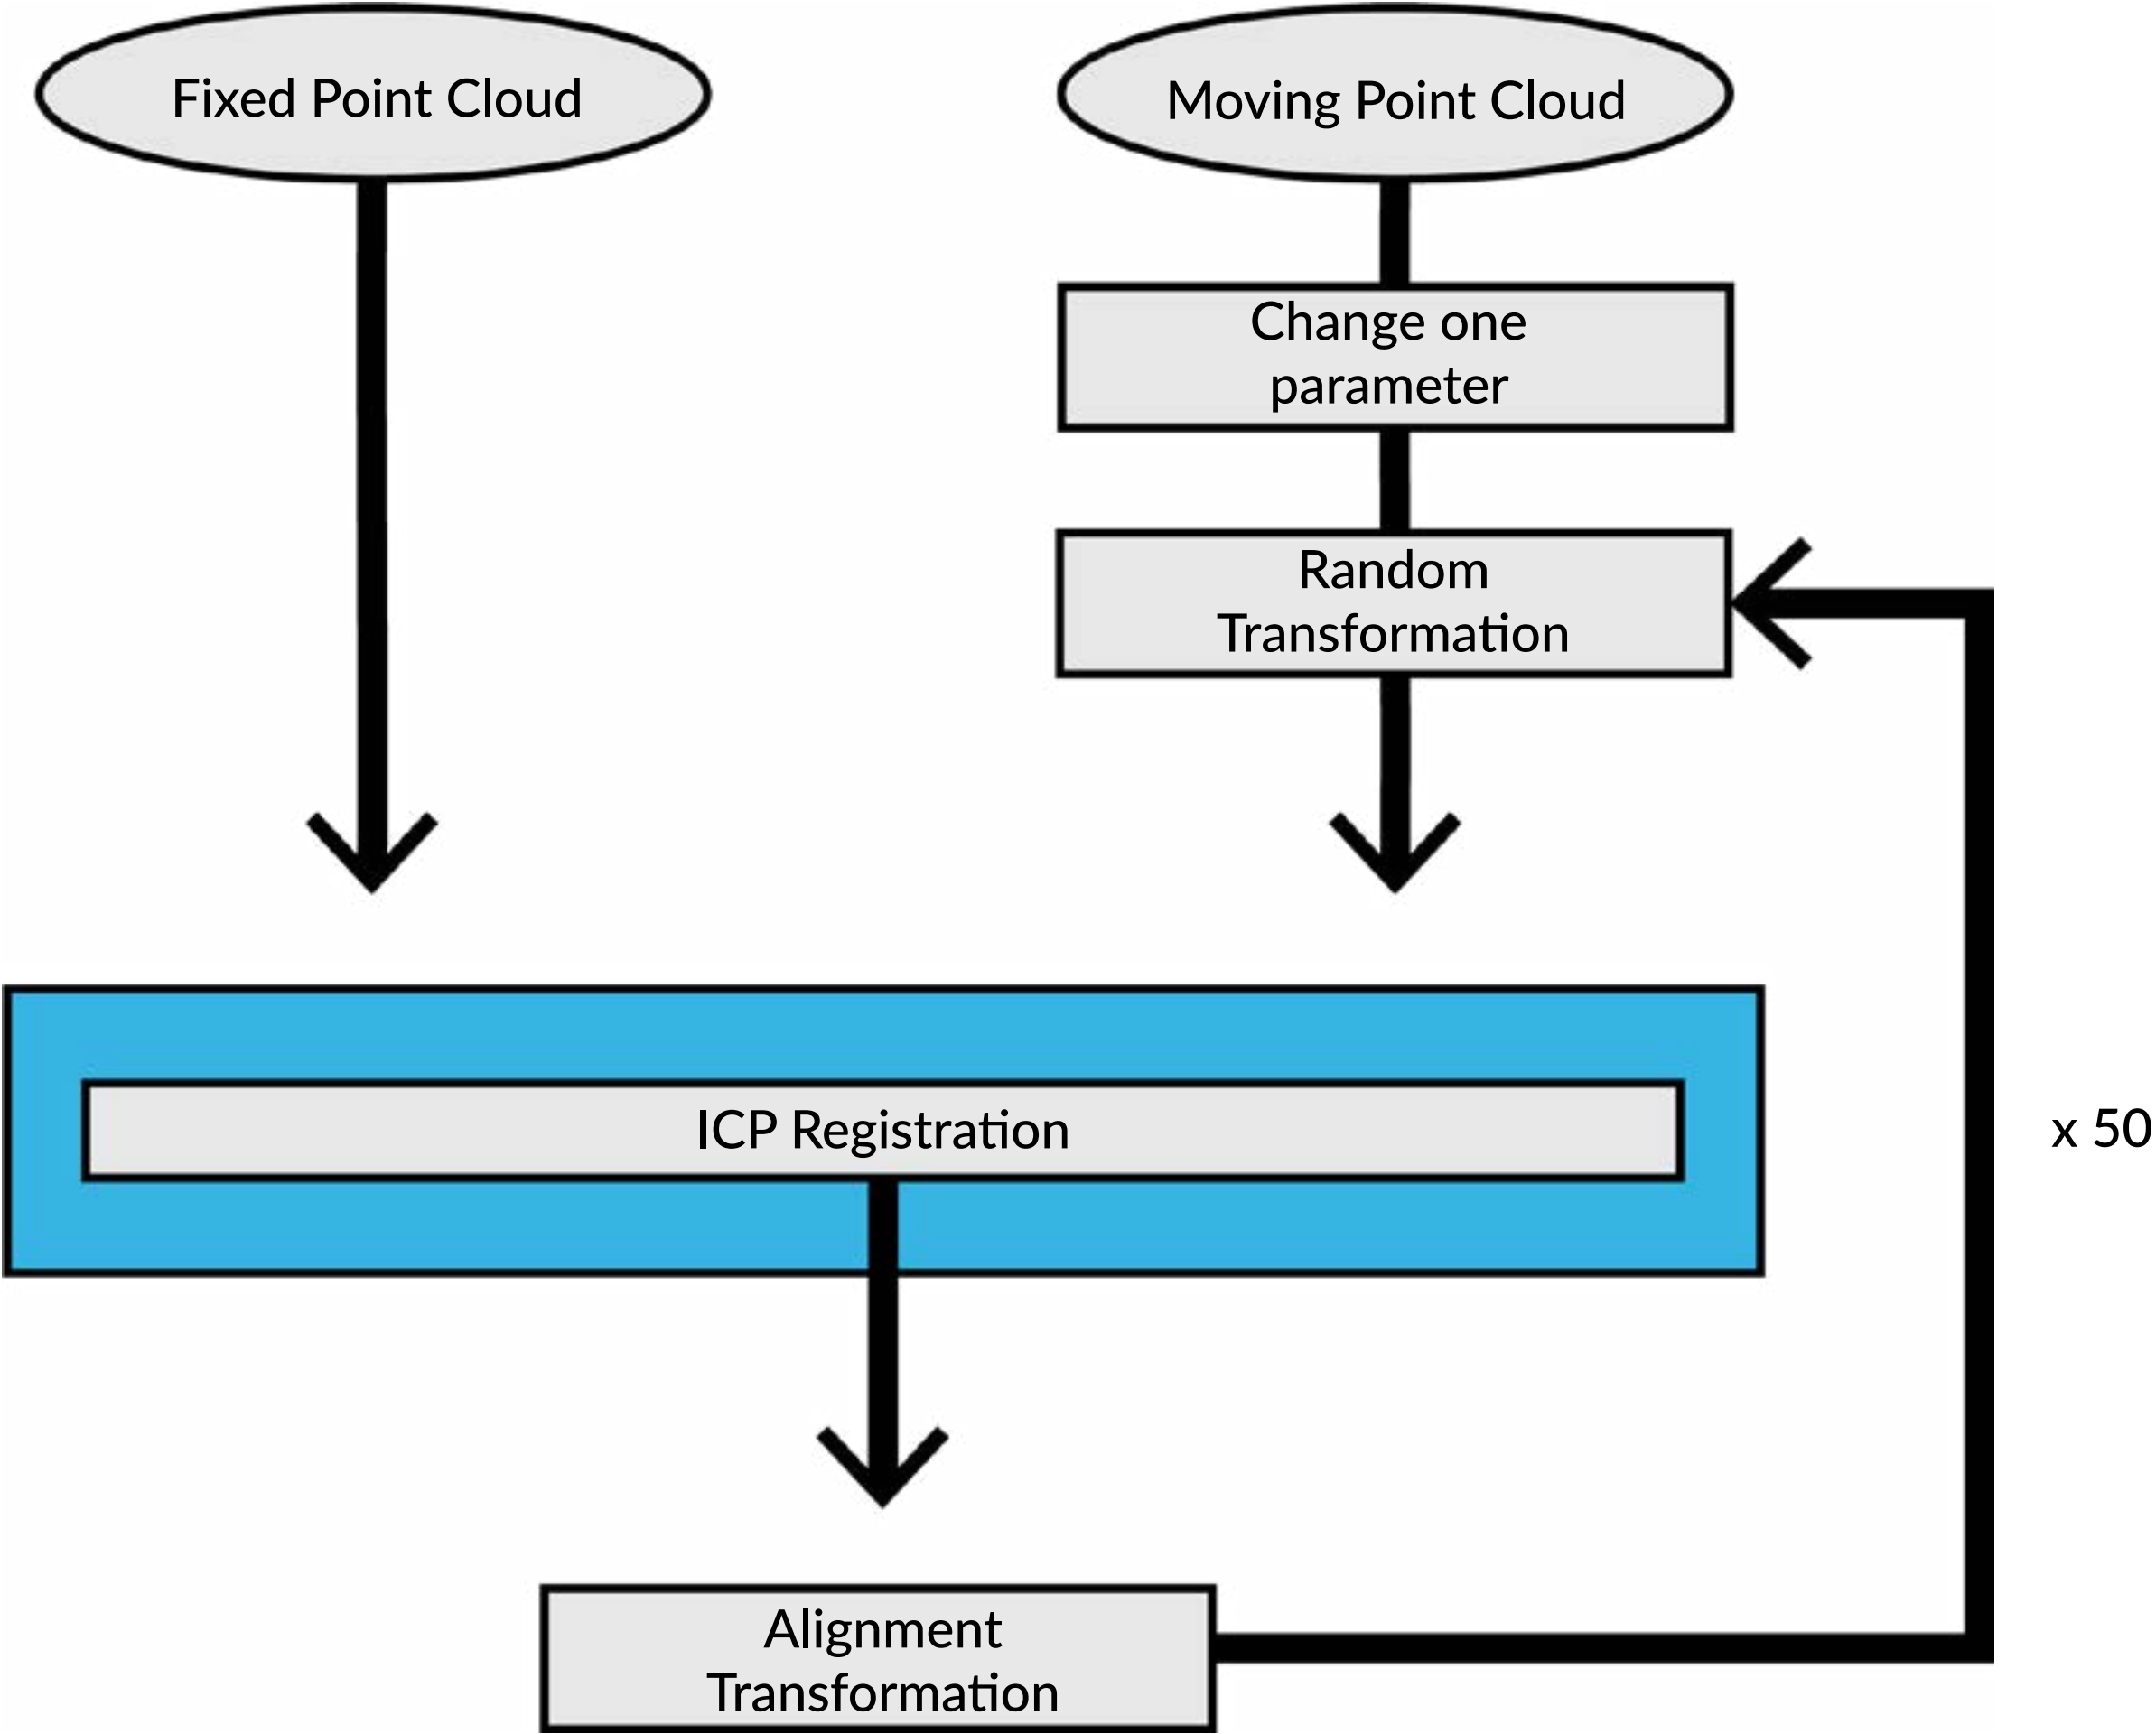 Fixed Point Cloud
Moving Point Cloud
Change one
parameter
Random
Transformation
ICP Registration
x 50
Alignment
Transformation